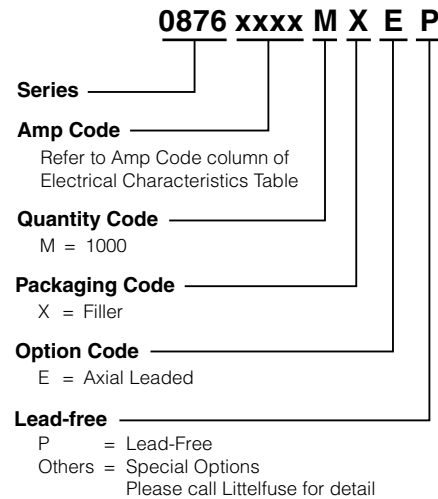 0876 xxxx M X E P
Series
Amp Code
Refer to Amp Code column of
Electrical Characteristics Table
Quantity Code
M = 1000
Packaging Code
X = Filler
Option Code
E = Axial Leaded
Lead-free
P = Lead-Free
Others = Special Options
Please call Littelfuse for detail